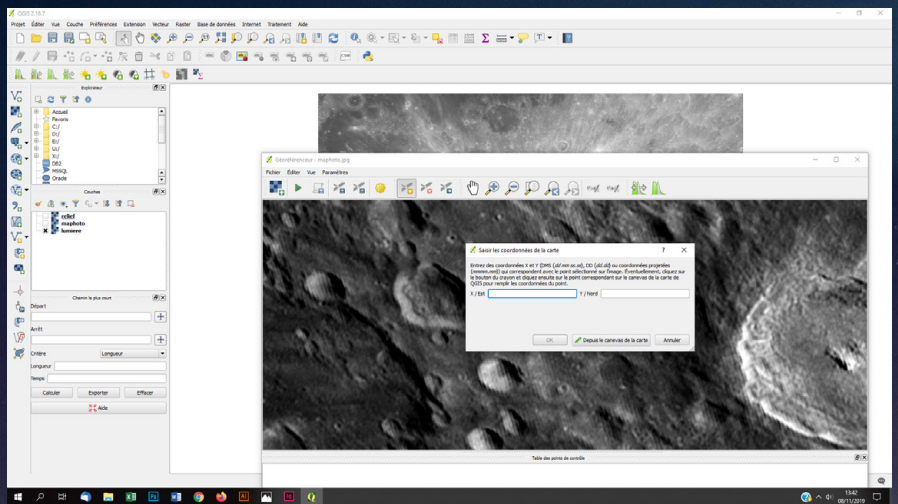 QGIS 2.18.7
Projet Éditer Vue Couche Préférences Extension Vecteur Raster Base de données Internet Traitement Aide
Explorateur
Accueil
Favoris
C:/
D:/
E:/
U:/
X:/
DB2
MSSQL
Oracle
Couches
relief
maphoto
lumiere
Chemin le plus court
Départ
Arrêt
Critère Longueur
Longueur
Temps
Calculer Exporter Effacer
Aide
Géoréférenceur - maphoto.jpg
Fichier Éditer Vue Paramètres
Saisir les coordonnées de la carte
Entrez des coordonnées X et Y (DMS (dd mm ss.ss), DD (dd.dd) ou coordonnées projetées
(mmmm.mm)) qui correspondent avec le point sélectionné sur l'image. Éventuellement, cliquez sur
le bouton du crayon et cliquez ensuite sur le point correspondant sur le canevas de la carte de
QGIS pour remplir les coordonnées du point.
X / Est Y / Nord
OK Depuis le canevas de la carte Annuler
Table des points de contrôle
13:42
08/11/2019